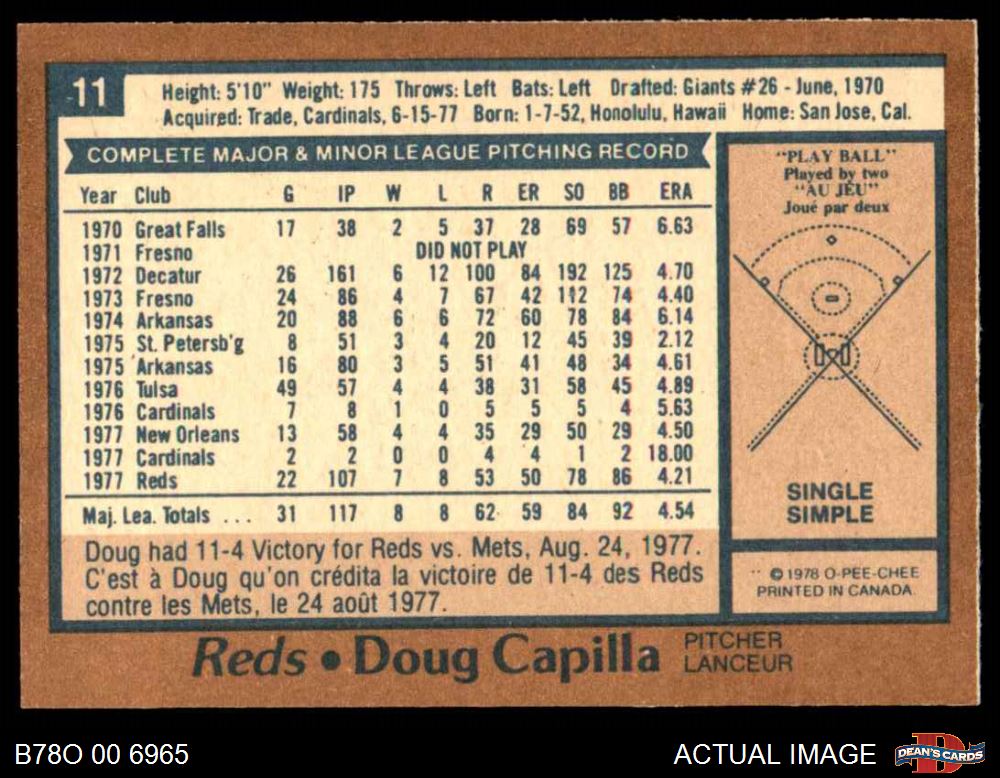 11
Height: 5'10" Weight: 175 Throws: Left Bats: Left Drafted: Giants #26 - June, 1970
Acquired: Trade, Cardinals, 6-15-77 Born: 1-7-52, Honolulu, Hawaii Home: San Jose, Cal.
COMPLETE MAJOR & MINOR LEAGUE PITCHING RECORD
Year Club G IP W L R ER SO BB ERA
1970 Great Falls 17 38 2 5 37 28 69 57 6.63
1971 Fresno DID NOT PLAY
1972 Decatur 26 161 6 12 100 84 192 125 4.70
1973 Fresno 24 86 4 7 67 42 112 74 4.40
1974 Arkansas 20 88 6 6 72 60 78 84 6.14
1975 St. Petersb'g 8 51 3 4 20 12 45 39 2.12
1975 Arkansas 16 80 3 5 51 41 48 34 4.61
1976 Tulsa 49 57 4 4 38 31 58 45 4.89
1976 Cardinals 7 8 1 0 5 5 5 4 5.63
1977 New Orleans 13 58 4 4 35 29 50 29 4.50
1977 Cardinals 2 2 0 0 4 4 1 2 18.00
1977 Reds 22 107 7 8 53 50 78 86 4.21
Maj. Lea. Totals ... 31 117 8 8 62 59 84 92 4.54
Doug had 11-4 Victory for Reds vs. Mets, Aug. 24, 1977.
C'est à Doug qu'on crédita la victoire de 11-4 des Reds
contre les Mets, le 24 août 1977.
"PLAY BALL"
Played by two
"AU JEU"
Joué par deux
SINGLE
SIMPLE
© 1978 O-PEE-CHEE
PRINTED IN CANADA.
Reds • Doug Capilla PITCHER
LANCEUR
B78O 00 6965
ACTUAL IMAGE
DEAN'S CARDS